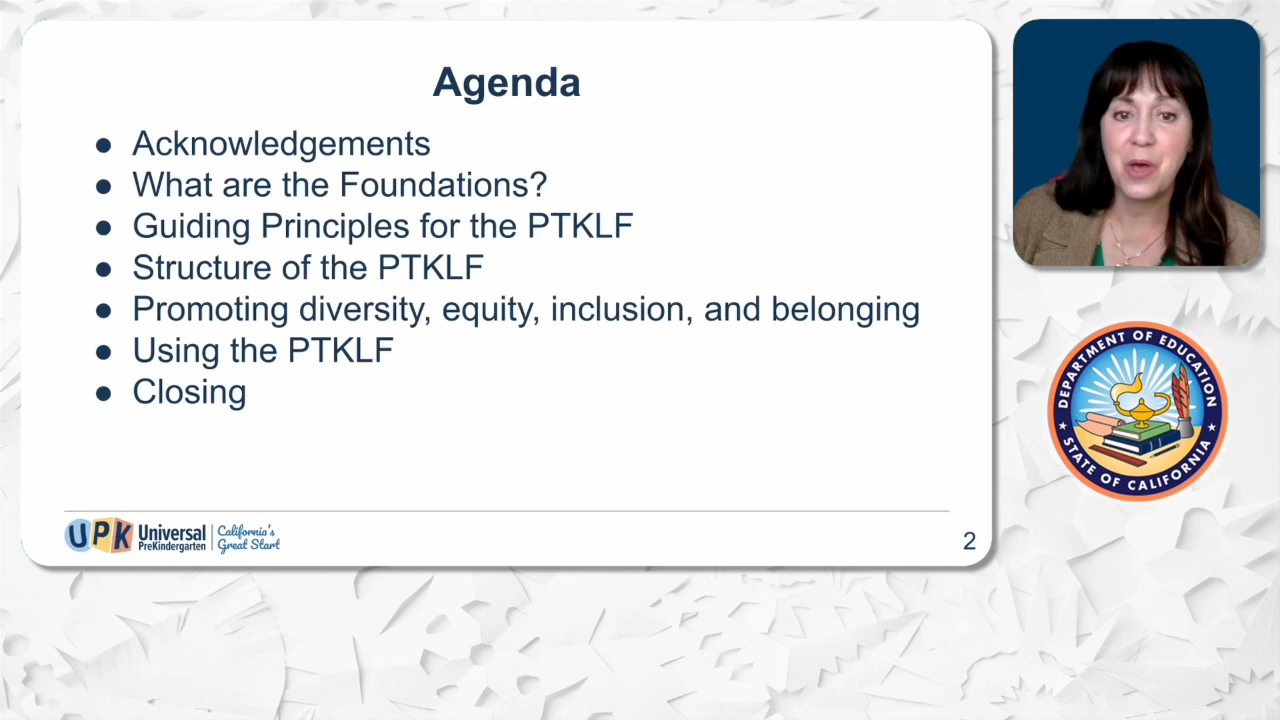 Agenda
● Acknowledgements
● What are the Foundations?
● Guiding Principles for the PTKLF
● Structure of the PTKLF
● Promoting diversity, equity, inclusion, and belonging
● Using the PTKLF
● Closing
UPK Universal PreKindergarten
California's
Great Start
2
DEPARTMENT OF EDUCATION
STATE OF CALIFORNIA